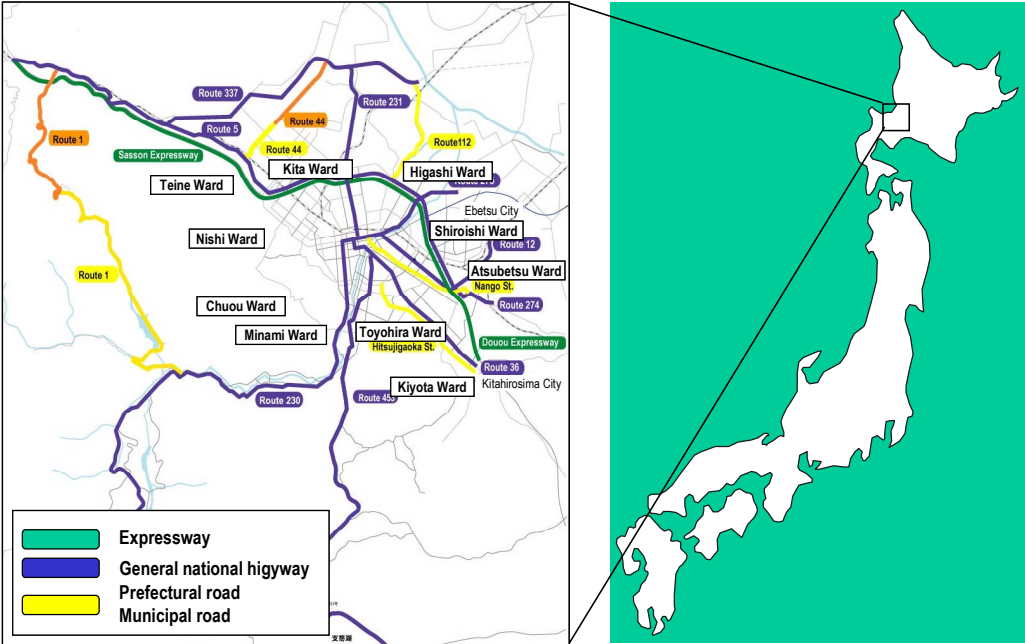 Route 337
Route 231
Route 5
Route 44
Route 1
Sasson Expressway
Route 44
Route112
Kita Ward
Higashi Ward
Teine Ward
Ebetsu City
Shiroishi Ward
Nishi Ward
Route 12
Atsubetsu Ward
Route 1
Nango St.
Chuou Ward
Route 274
Minami Ward
Toyohira Ward
Douou Expressway
Hitsujigaoka St.
Route 36
Kitahirosima City
Kiyota Ward
Route 230
Route 453
Expressway
General national higyway
Prefectural road
Municipal road
支笏湖